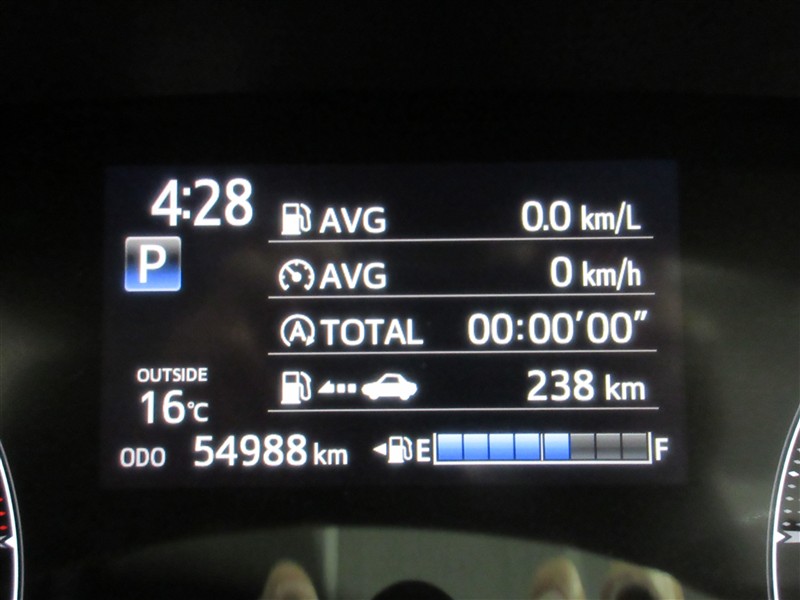 4:28
P
AVG 0.0 km/L
AVG 0 km/h
A TOTAL 00:00'00"
238 km
OUTSIDE
16℃
ODO 54988 km E F